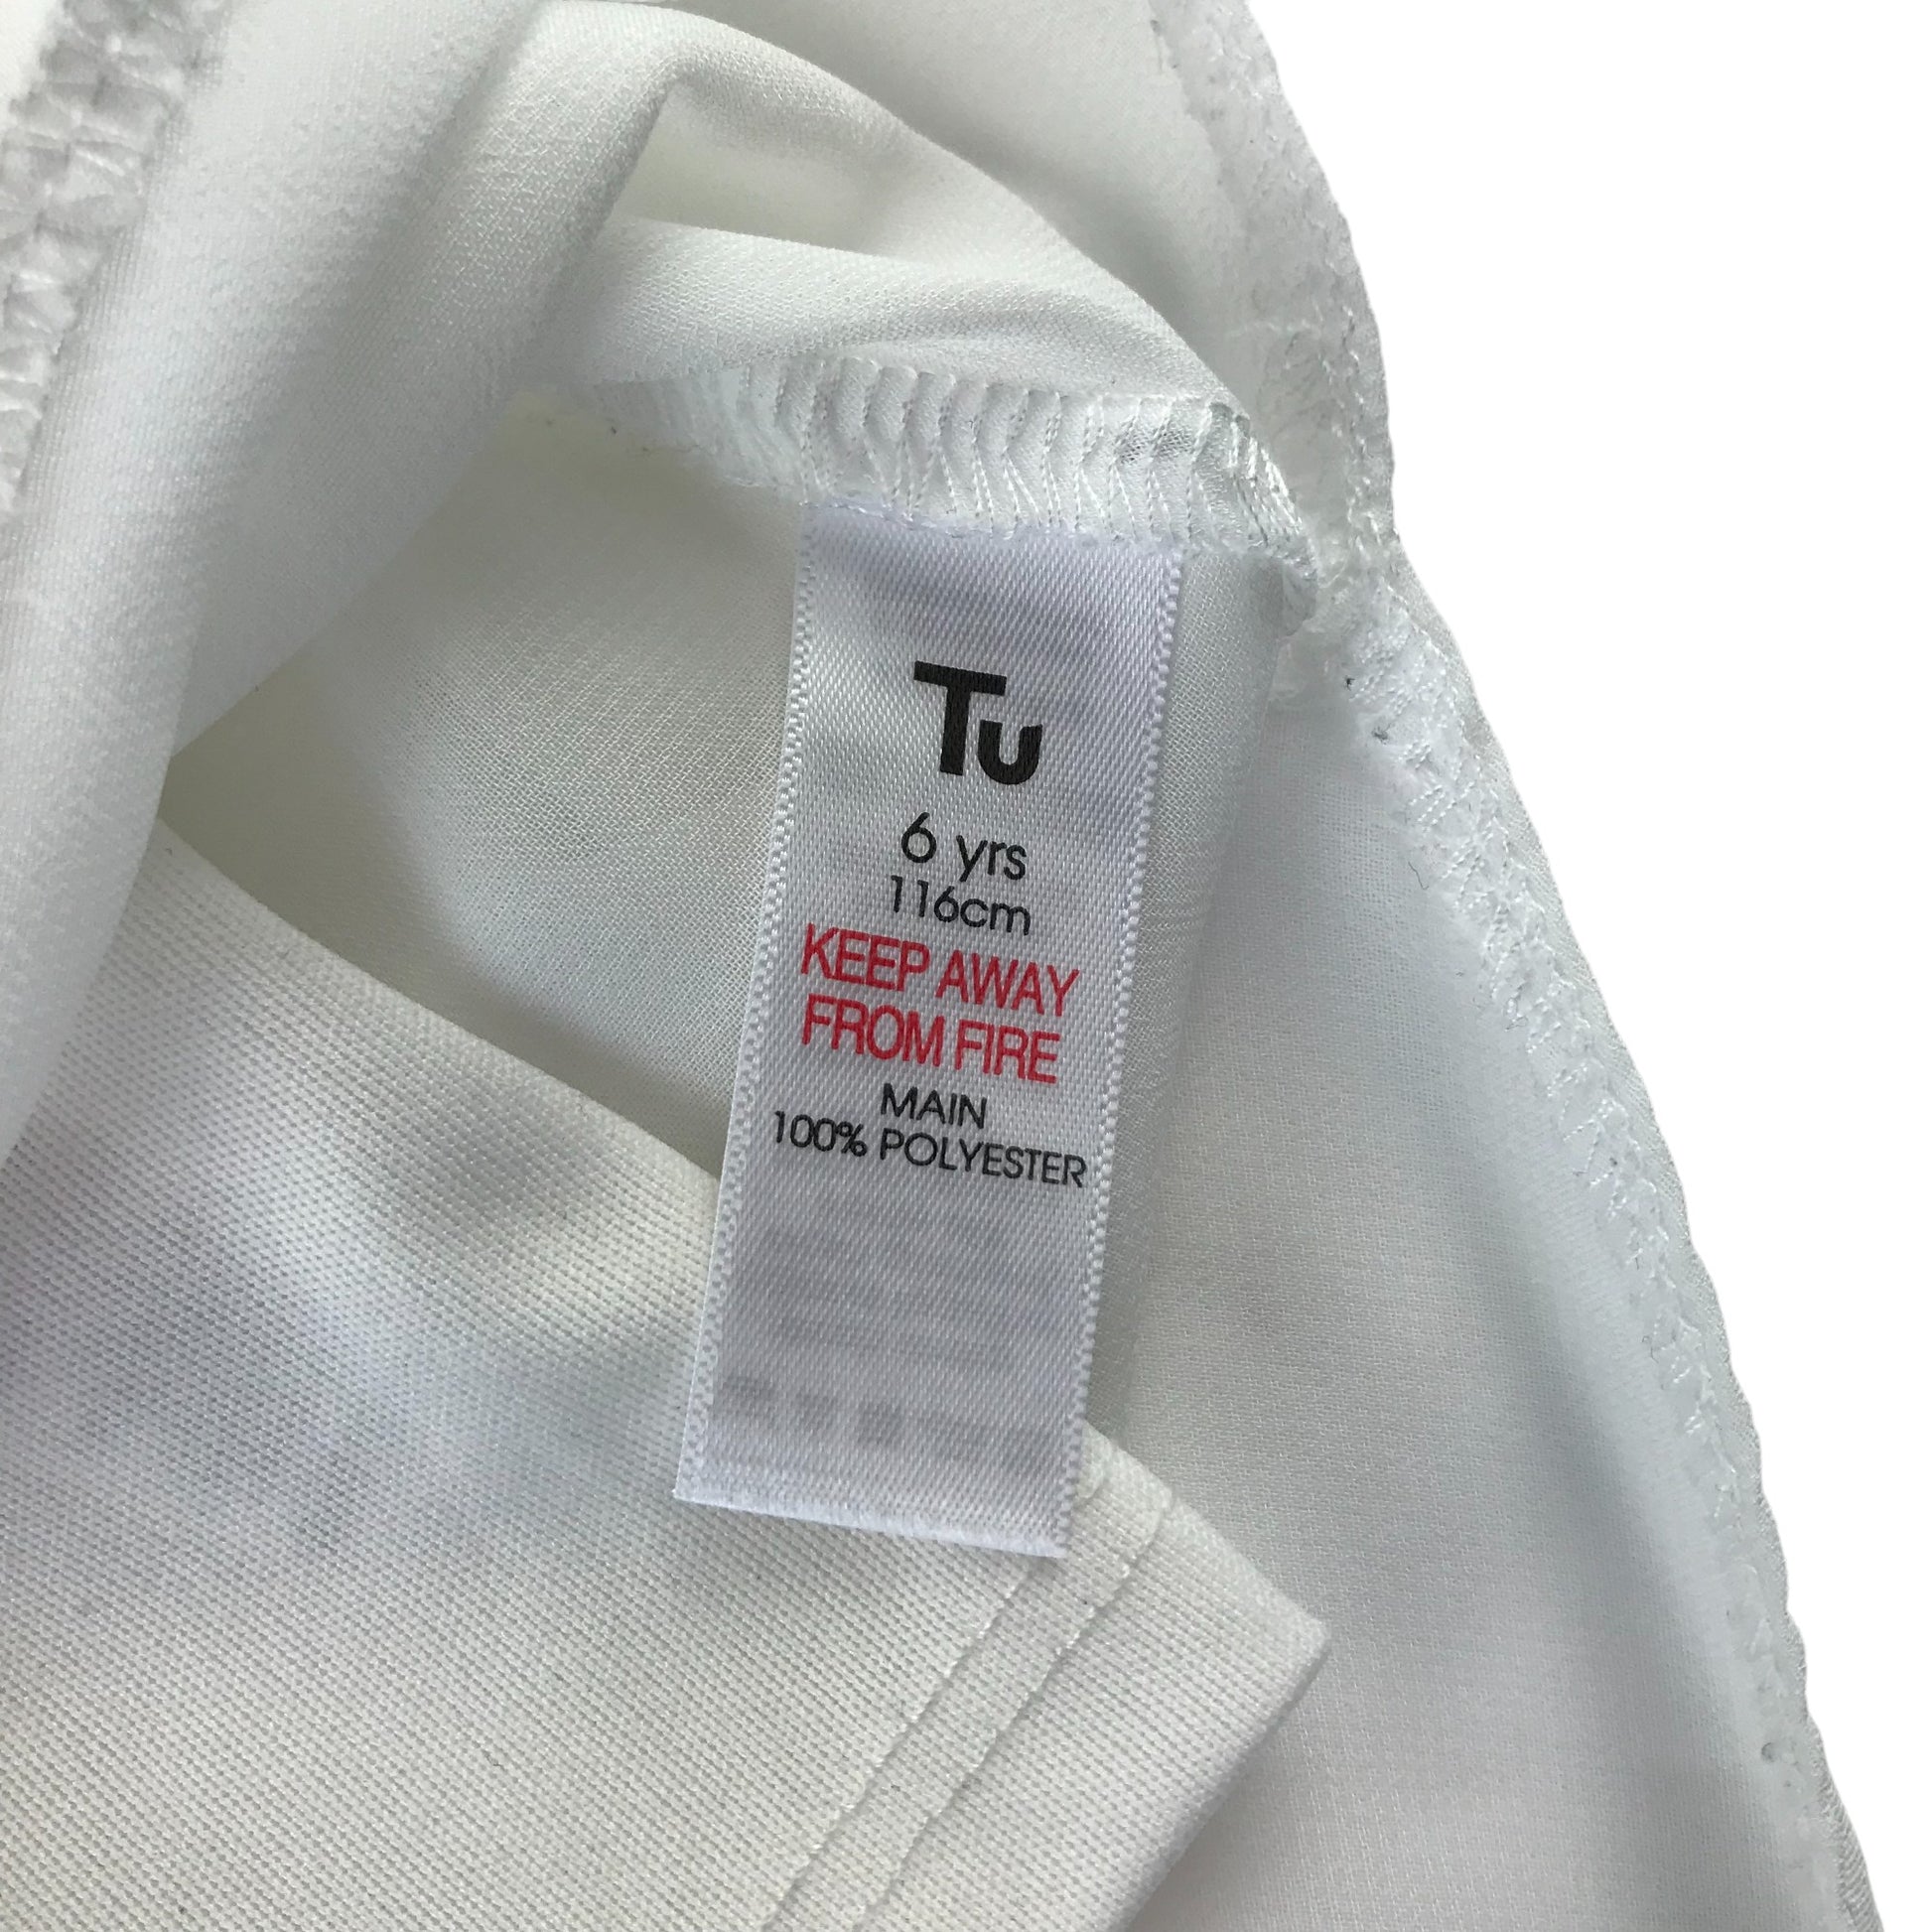 Tu
6 yrs
116cm
KEEP AWAY
FROM FIRE
MAIN
100% POLYESTER